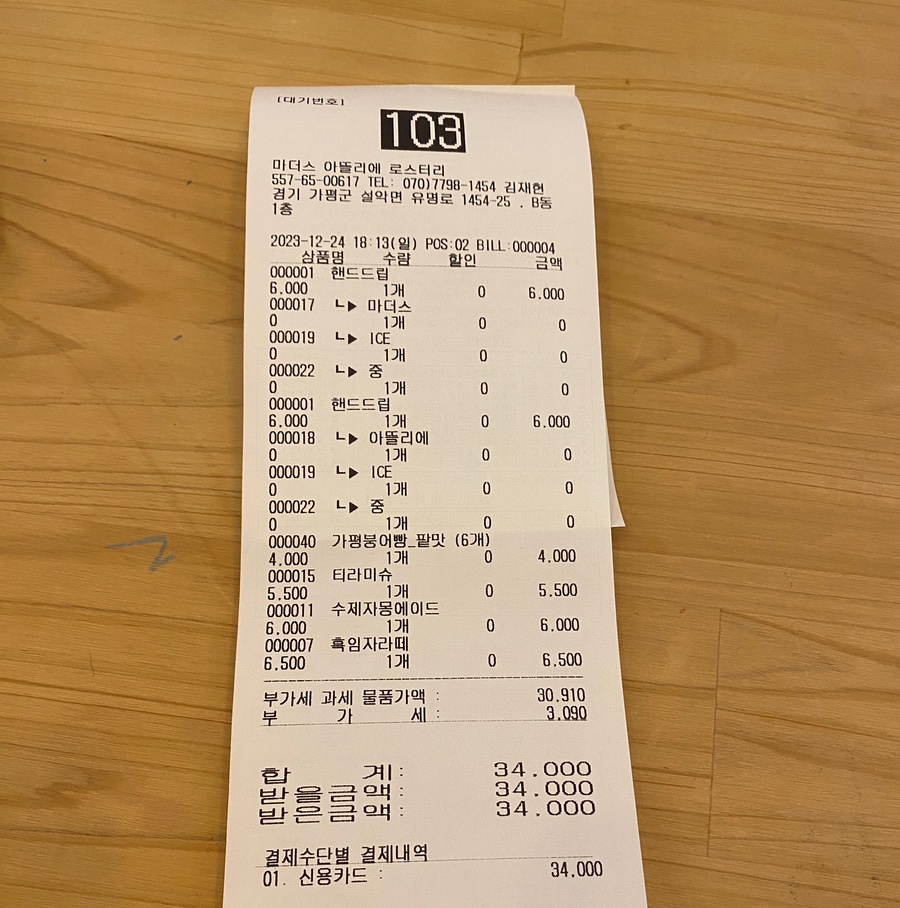 [대기번호]
103
마더스 아뜰리에 로스터리
557-65-00617 TEL: 070)7798-1454 김재현
경기 가평군 설악면 유명로 1454-25 . B동
1층
2023-12-24 18:13(일) POS:02 BILL:000004
상품명 수량 할인 금액
000001 핸드드립
6.000 1개 0 6.000
000017 ㄴ▶ 마더스
0 1개 0 0
000019 ㄴ▶ ICE
0 1개 0 0
000022 ㄴ▶ 중
0 1개 0 0
000001 핸드드립
6.000 1개 0 6.000
000018 ㄴ▶ 아뜰리에
0 1개 0 0
000019 ㄴ▶ ICE
0 1개 0 0
000022 ㄴ▶ 중
0 1개 0 0
000040 가평붕어빵_팥맛 (6개)
4.000 1개 0 4.000
000015 티라미슈
5.500 1개 0 5.500
000011 수제자몽에이드
6.000 1개 0 6.000
000007 흑임자라떼
6.500 1개 0 6.500
부가세 과세 물품가액 : 30.910
부 가 세 : 3.090
합 계: 34.000
받을금액: 34.000
받은금액: 34.000
결제수단별 결제내역
01. 신용카드 : 34.000